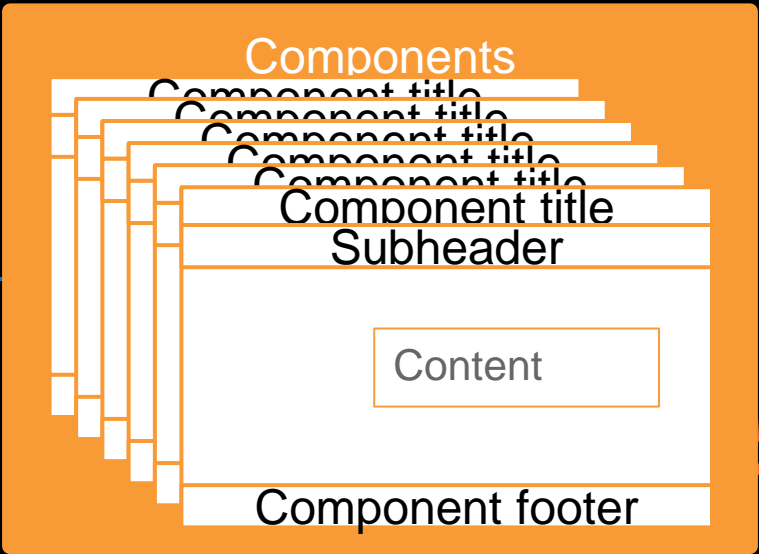 Components
Component title
Component title
Component title
Component title
Component title
Component title
Subheader
Content
Component footer